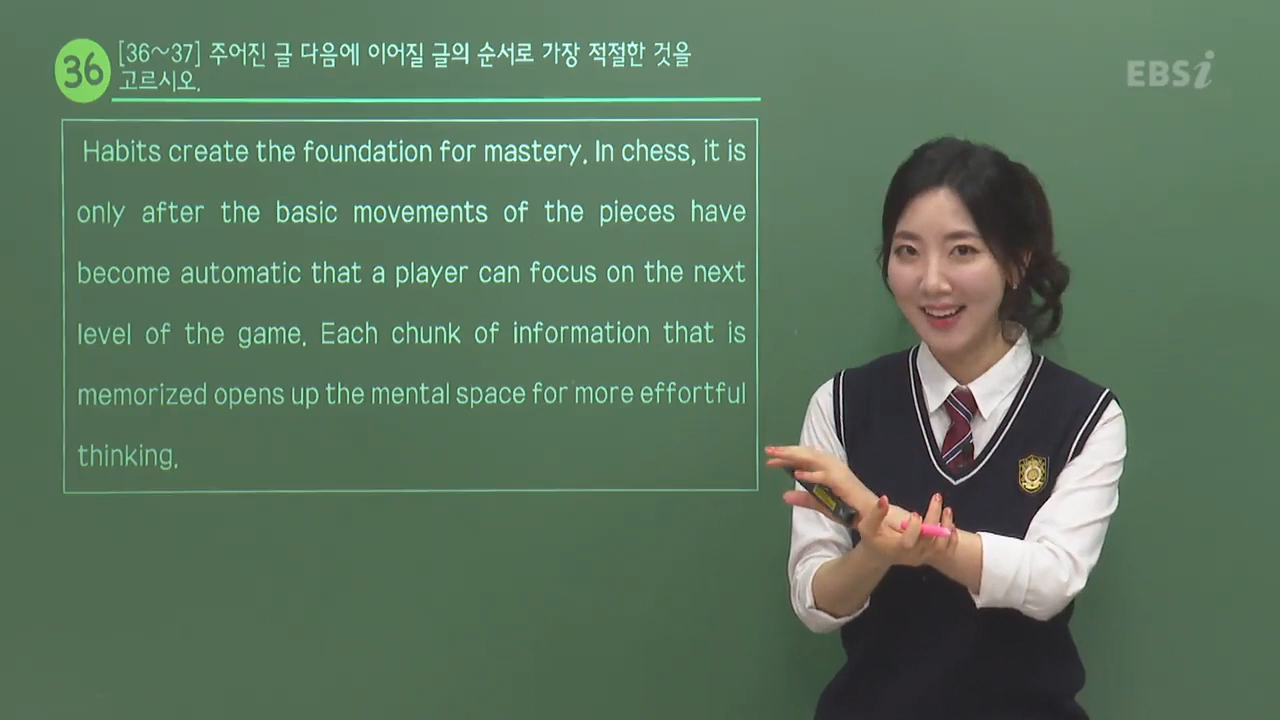 36
[36~37] 주어진 글 다음에 이어질 글의 순서로 가장 적절한 것을
고르시오.
EBSi
Habits create the foundation for mastery. In chess, it is
only after the basic movements of the pieces have
become automatic that a player can focus on the next
level of the game. Each chunk of information that is
memorized opens up the mental space for more effortful
thinking.